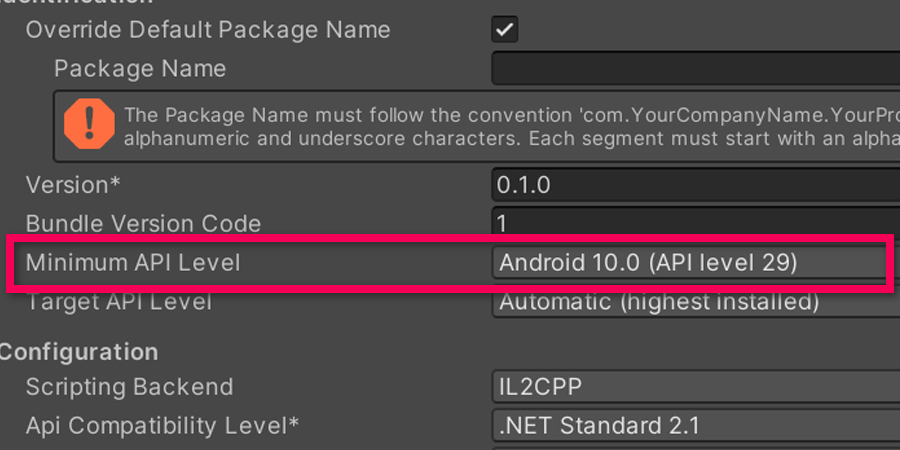 Identification
Override Default Package Name
Package Name
The Package Name must follow the convention 'com.YourCompanyName.YourPro
alphanumeric and underscore characters. Each segment must start with an alpha
Version* 0.1.0
Bundle Version Code 1
Minimum API Level Android 10.0 (API level 29)
Target API Level Automatic (highest installed)
Configuration
Scripting Backend IL2CPP
Api Compatibility Level* .NET Standard 2.1